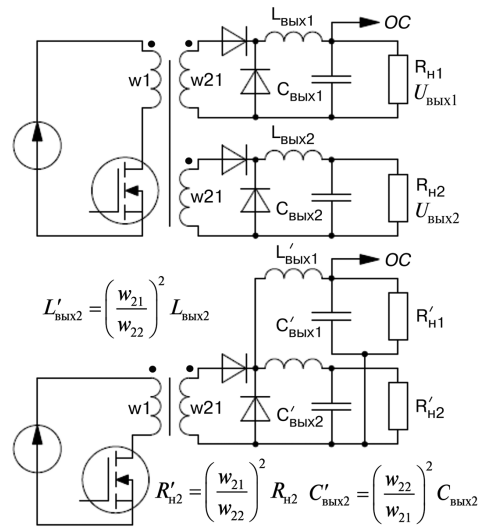 Lвых1
OC
w1
w21
Cвых1
Rн1
Uвых1
Lвых2
w21
Cвых2
Rн2
Uвых2
L′вых1
OC
L′вых2 = (w21/w22)² Lвых2
C′вых1
R′н1
w1
w21
C′вых2
R′н2
R′н2 = (w21/w22)² Rн2 C′вых2 = (w22/w21)² Cвых2